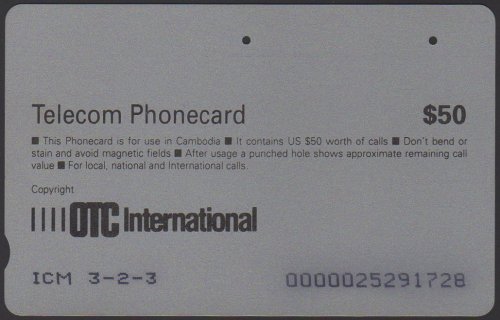 Telecom Phonecard $50
■ This Phonecard is for use in Cambodia ■ It contains US $50 worth of calls ■ Don't bend or
stain and avoid magnetic fields ■ After usage a punched hole shows approximate remaining call
value ■ For local, national and International calls.
Copyright
OTC International
ICM 3-2-3 0000025291728